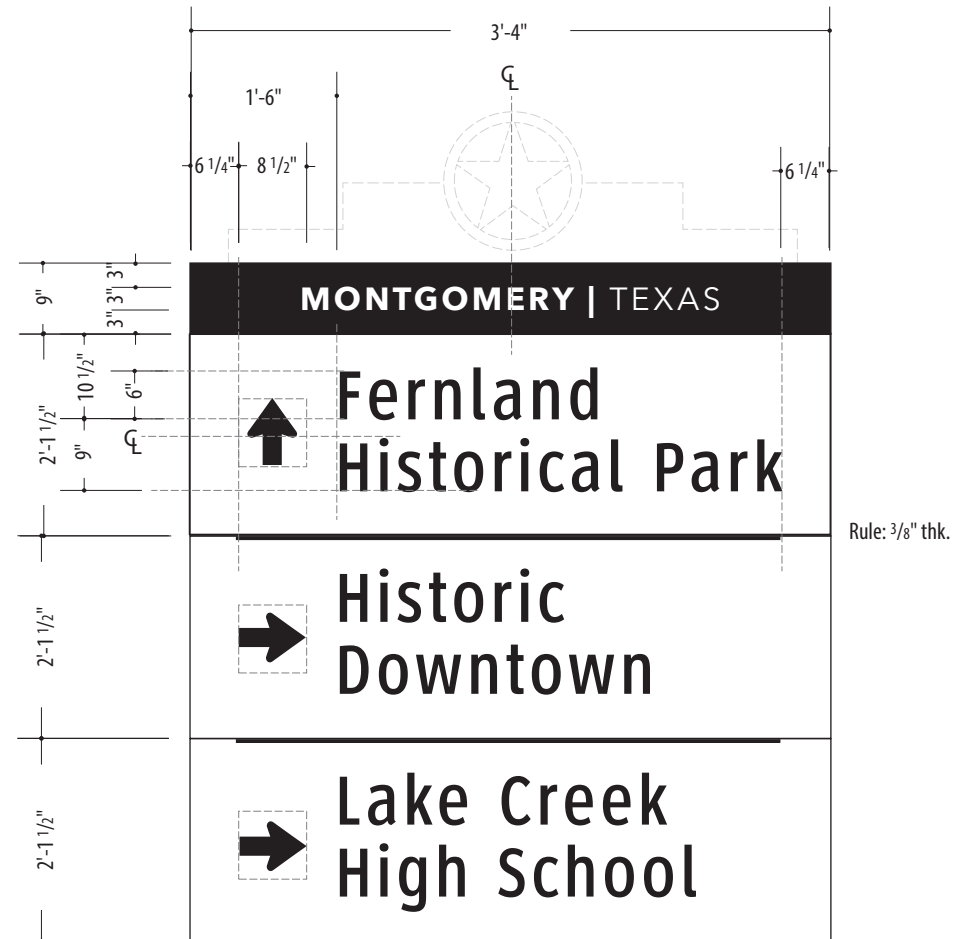 3'-4"
℄
1'-6"
6 1/4" 8 1/2" 6 1/4"
9" 3" 3" 3"
MONTGOMERY | TEXAS
2'-1 1/2" 10 1/2" 6"
9" ℄
Fernland
Historical Park
Rule: 3/8" thk.
2'-1 1/2"
Historic
Downtown
2'-1 1/2"
Lake Creek
High School